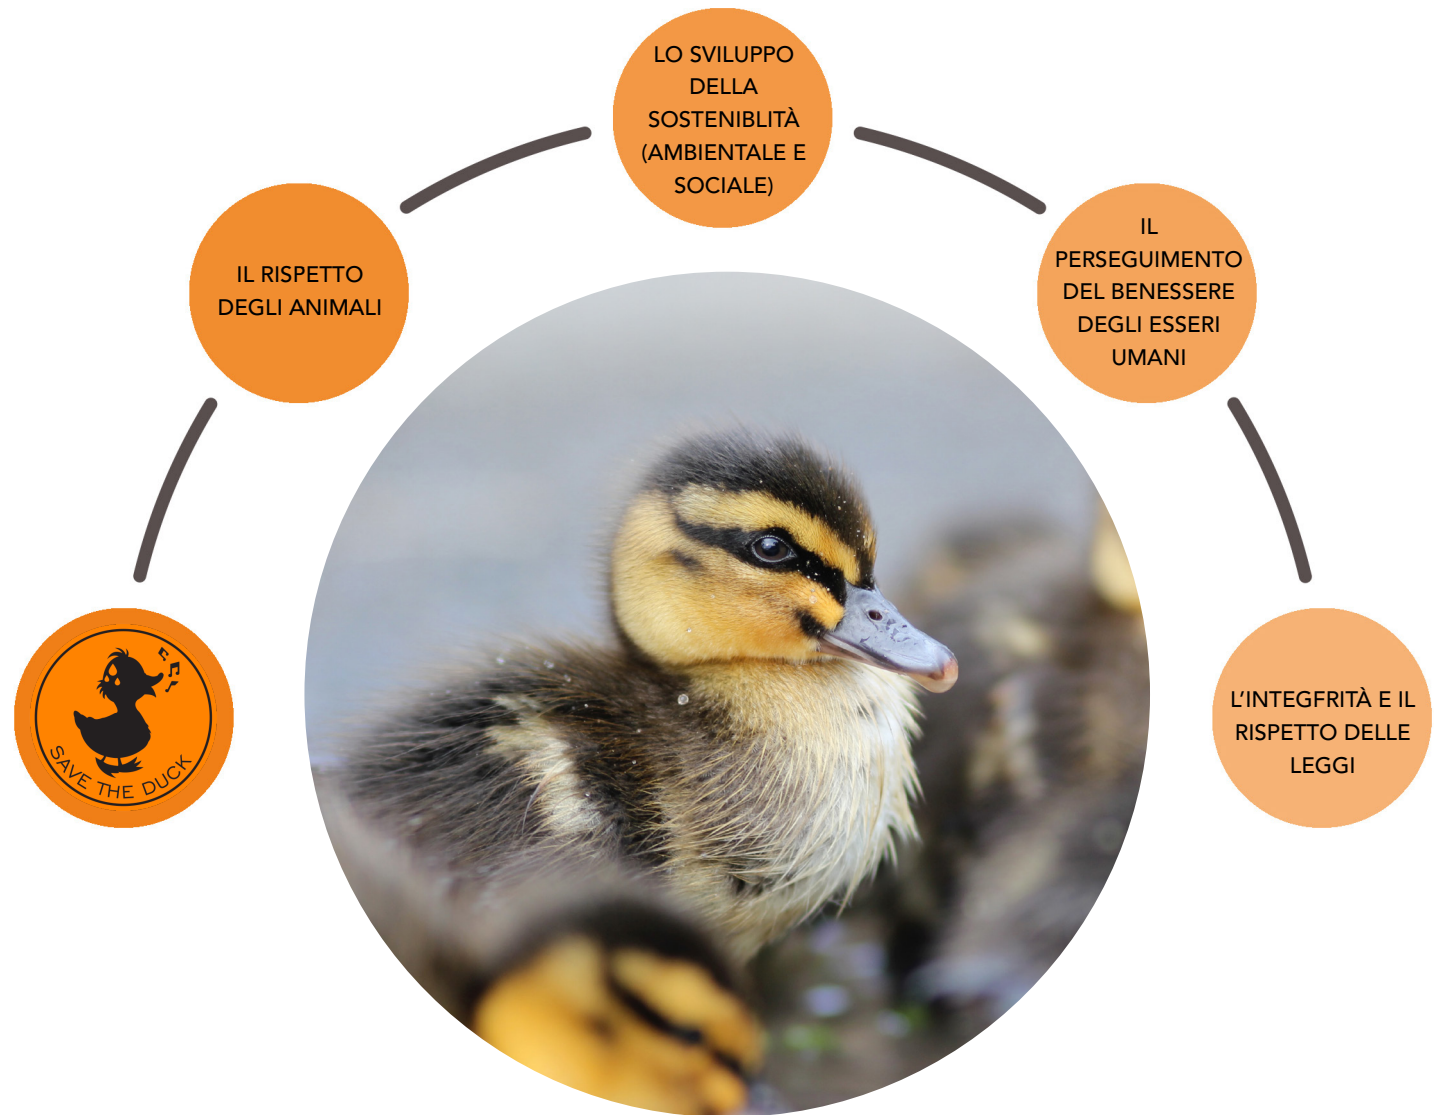 LO SVILUPPO
DELLA
SOSTENIBLITÀ
(AMBIENTALE E
SOCIALE)
IL RISPETTO
DEGLI ANIMALI
IL
PERSEGUIMENTO
DEL BENESSERE
DEGLI ESSERI
UMANI
SAVE THE DUCK
L'INTEGFRITÀ E IL
RISPETTO DELLE
LEGGI